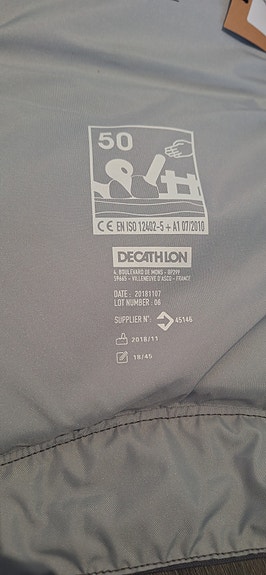 50
CE EN ISO 12402-5 + A1 07/2010
DECATHLON
4, BOULEVARD DE MONS - BP299
59665 - VILLENEUVE D'ASCQ - FRANCE
DATE : 20181107
LOT NUMBER : 06
SUPPLIER N°: 45146
2018/11
18/45